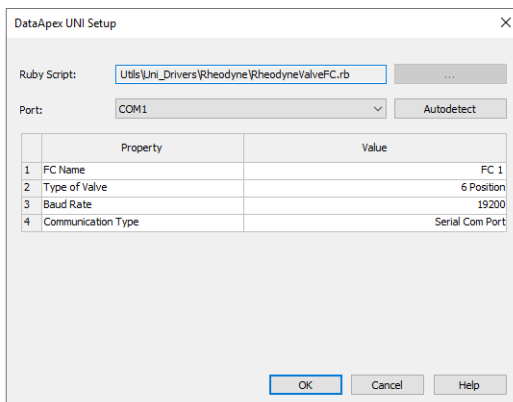 DataApex UNI Setup
Ruby Script: Utils\Uni_Drivers\Rheodyne\RheodyneValveFC.rb ...
Port: COM1 Autodetect
Property Value
1 FC Name FC 1
2 Type of Valve 6 Position
3 Baud Rate 19200
4 Communication Type Serial Com Port
OK Cancel Help